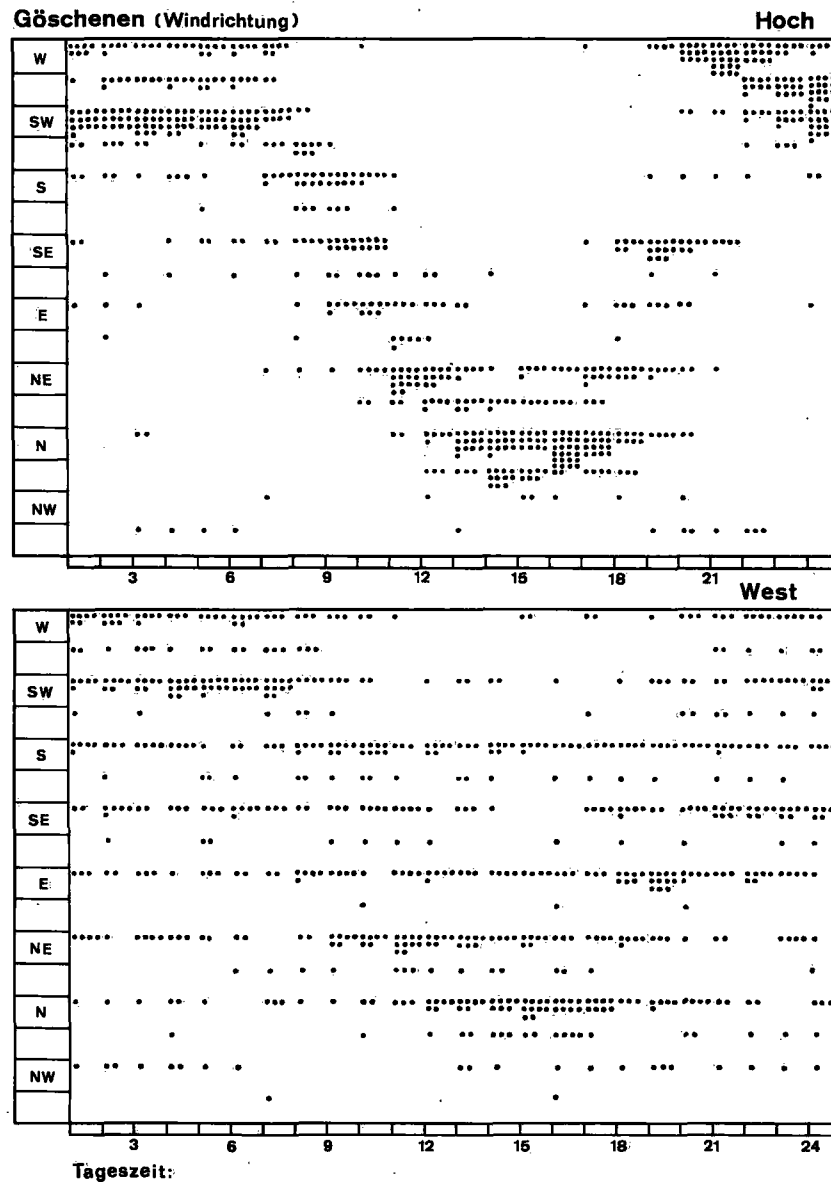 Göschenen (Windrichtung) Hoch
W
SW
S
SE
E
NE
N
NW
3 6 9 12 15 18 21
West
W
SW
S
SE
E
NE
N
NW
3 6 9 12 15 18 21 24
Tageszeit: